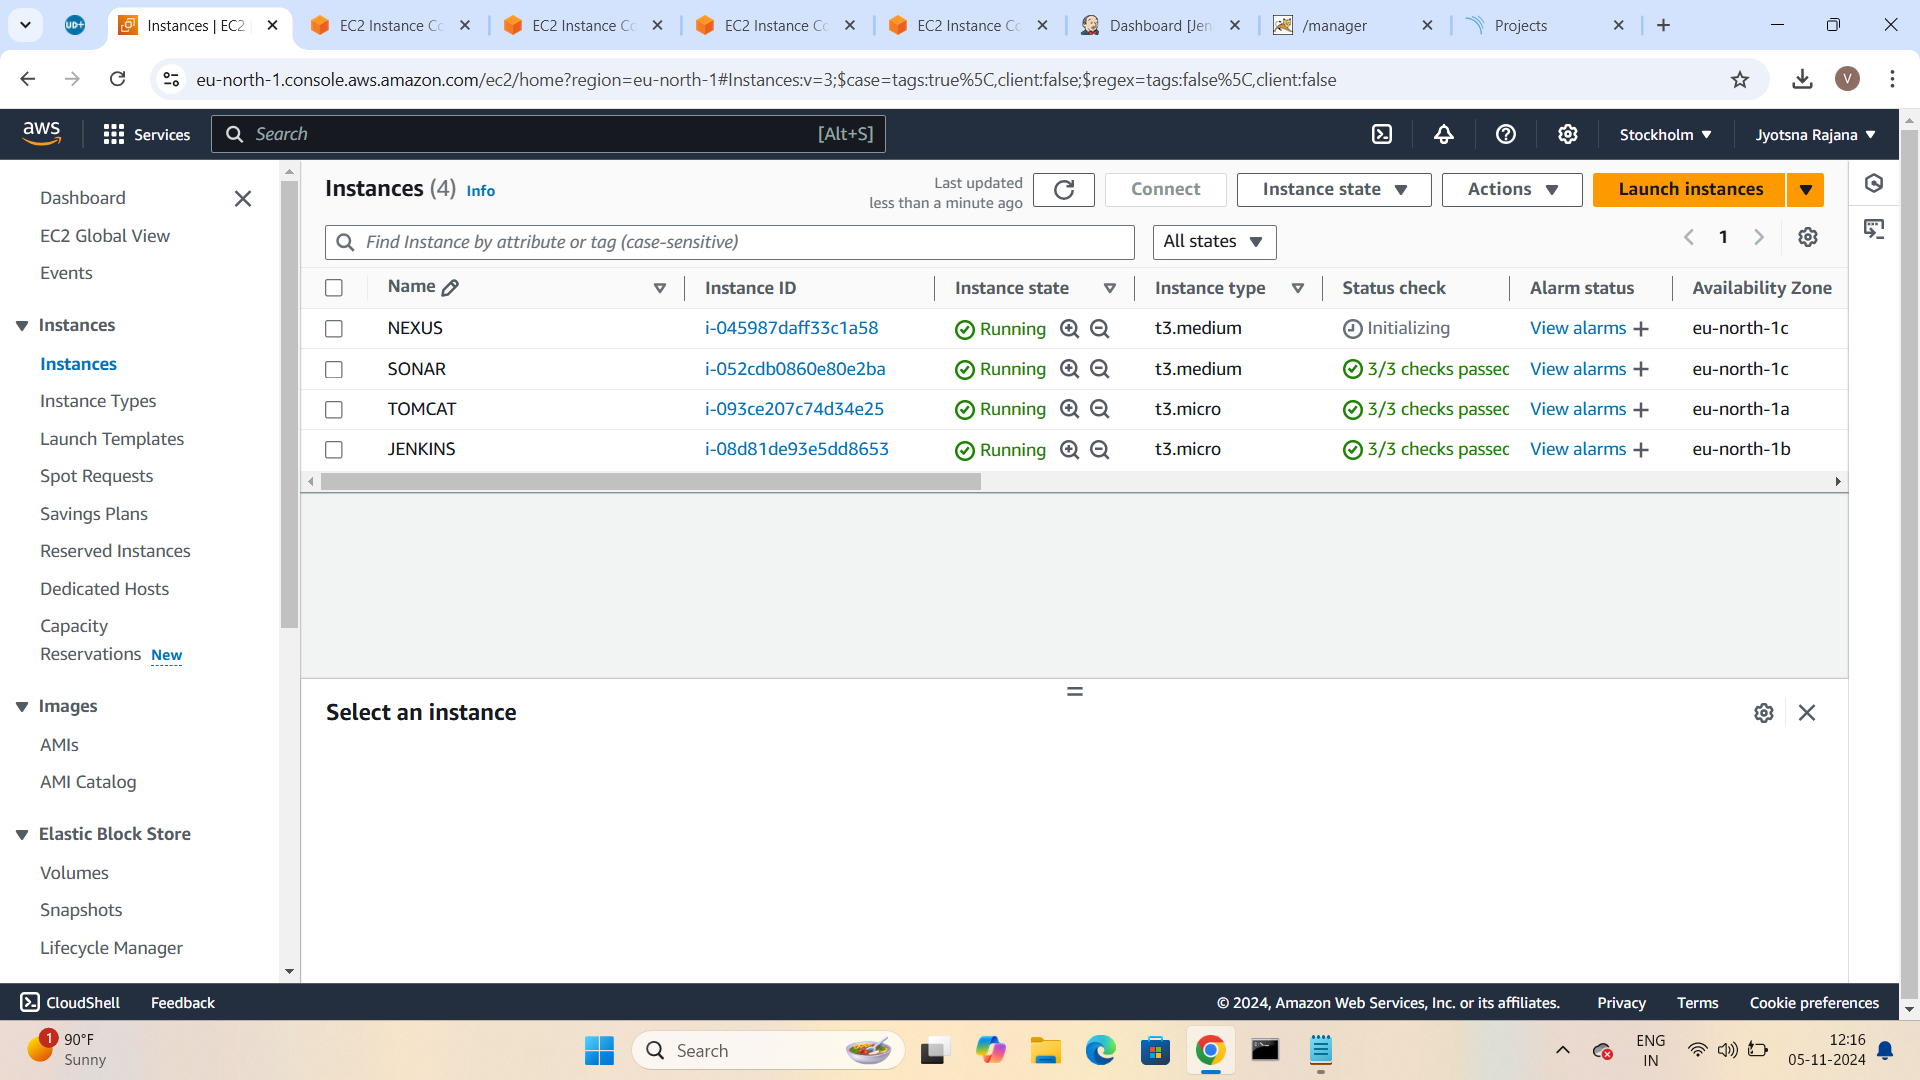 Instances | EC2
EC2 Instance Co
EC2 Instance Co
EC2 Instance Co
EC2 Instance Co
Dashboard [Jen
/manager
Projects
eu-north-1.console.aws.amazon.com/ec2/home?region=eu-north-1#Instances:v=3;$case=tags:true%5C,client:false;$regex=tags:false%5C,client:false
V
aws
Services
Search
[Alt+S]
Stockholm
Jyotsna Rajana
Dashboard
EC2 Global View
Events
Instances
Instances
Instance Types
Launch Templates
Spot Requests
Savings Plans
Reserved Instances
Dedicated Hosts
Capacity
Reservations New
Images
AMIs
AMI Catalog
Elastic Block Store
Volumes
Snapshots
Lifecycle Manager
Instances (4) Info
Last updated
less than a minute ago
Connect
Instance state
Actions
Launch instances
Find Instance by attribute or tag (case-sensitive)
All states
1
Name Instance ID Instance state Instance type Status check Alarm status Availability Zone
NEXUS i-045987daff33c1a58 Running t3.medium Initializing View alarms eu-north-1c
SONAR i-052cdb0860e80e2ba Running t3.medium 3/3 checks passed View alarms eu-north-1c
TOMCAT i-093ce207c74d34e25 Running t3.micro 3/3 checks passed View alarms eu-north-1a
JENKINS i-08d81de93e5dd8653 Running t3.micro 3/3 checks passed View alarms eu-north-1b
Select an instance
CloudShell
Feedback
© 2024, Amazon Web Services, Inc. or its affiliates.
Privacy
Terms
Cookie preferences
1
90°F
Sunny
Search
ENG
IN
12:16
05-11-2024